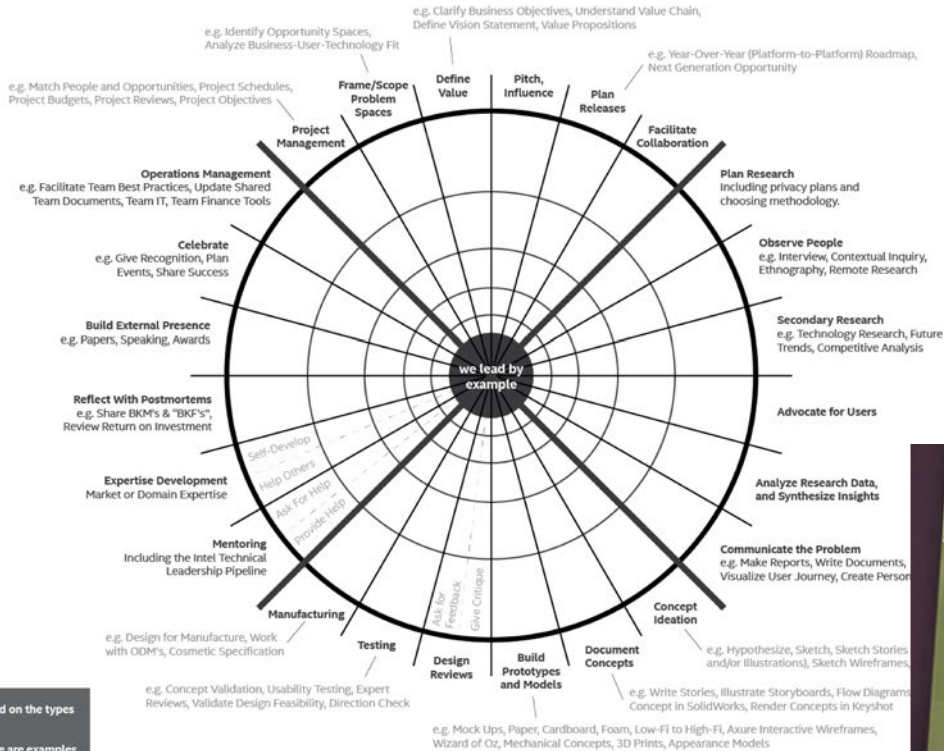 e.g. Clarify Business Objectives, Understand Value Chain,
Define Vision Statement, Value Propositions
e.g. Identify Opportunity Spaces,
Analyze Business-User-Technology Fit
e.g. Year-Over-Year (Platform-to-Platform) Roadmap,
Next Generation Opportunity
e.g. Match People and Opportunities, Project Schedules,
Project Budgets, Project Reviews, Project Objectives
Project
Management
Frame/Scope
Problem
Spaces
Define
Value
Pitch,
Influence
Plan
Releases
Facilitate
Collaboration
Operations Management
e.g. Facilitate Team Best Practices, Update Shared
Team Documents, Team IT, Team Finance Tools
Celebrate
e.g. Give Recognition, Plan
Events, Share Success
Build External Presence
e.g. Papers, Speaking, Awards
Reflect With Postmortems
e.g. Share BKM's & "BKF's",
Review Return on Investment
Expertise Development
Market or Domain Expertise
Mentoring
Including the Intel Technical
Leadership Pipeline
Plan Research
Including privacy plans and
choosing methodology.
Observe People
e.g. Interview, Contextual Inquiry,
Ethnography, Remote Research
Secondary Research
e.g. Technology Research, Future
Trends, Competitive Analysis
Advocate for Users
Analyze Research Data,
and Synthesize Insights
Communicate the Problem
e.g. Make Reports, Write Documents,
Visualize User Journey, Create Person
we lead by
example
Self-Develop
Help Others
Ask For Help
Provide Help
Ask for
Feedback
Give Critique
Manufacturing
e.g. Design for Manufacture, Work
with ODM's, Cosmetic Specification
Testing
e.g. Concept Validation, Usability Testing, Expert
Reviews, Validate Design Feasibility, Direction Check
Design
Reviews
Build
Prototypes
and Models
e.g. Mock Ups, Paper, Cardboard, Foam, Low-Fi to High-Fi, Axure Interactive Wireframes,
Wizard of Oz, Mechanical Concepts, 3D Prints, Appearance Models
Document
Concepts
e.g. Write Stories, Illustrate Storyboards, Flow Diagrams
Concept in SolidWorks, Render Concepts in Keyshot
Concept
Ideation
e.g. Hypothesize, Sketch, Sketch Stories
and/or Illustrations), Sketch Wireframes,
d on the types
e are examples